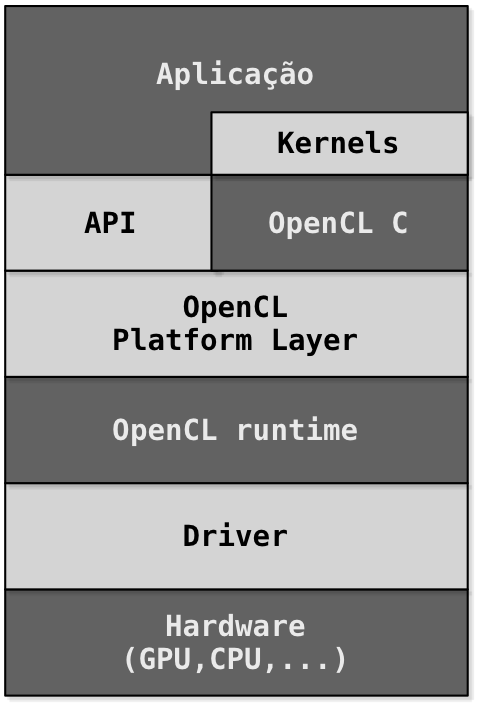 Aplicação
Kernels
API
OpenCL C
OpenCL
Platform Layer
OpenCL runtime
Driver
Hardware
(GPU,CPU,...)